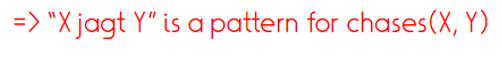 => "X jagt Y" is a pattern for chases(X, Y)